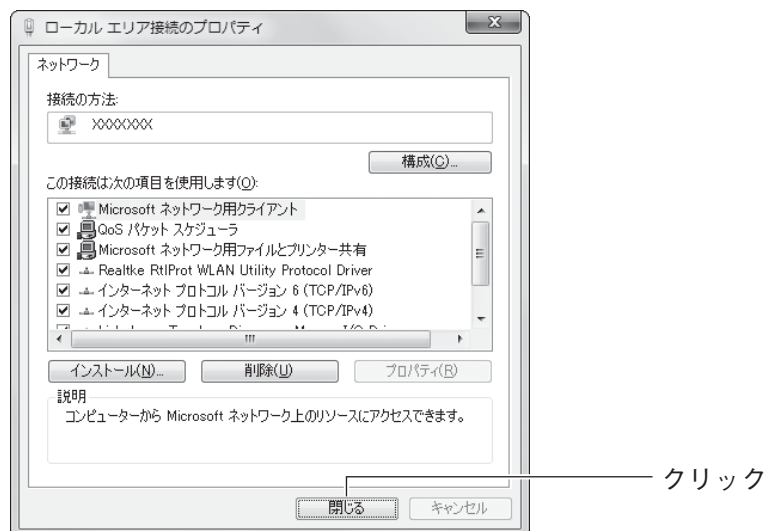 ローカル エリア接続のプロパティ
ネットワーク
接続の方法:
XXXXXXXX
構成(C)...
この接続は次の項目を使用します(O):
Microsoft ネットワーク用クライアント
QoS パケット スケジューラ
Microsoft ネットワーク用ファイルとプリンター共有
Realtke RtlProt WLAN Utility Protocol Driver
インターネット プロトコル バージョン 6 (TCP/IPv6)
インターネット プロトコル バージョン 4 (TCP/IPv4)
インストール(N)...
削除(U)
プロパティ(R)
説明
コンピューターから Microsoft ネットワーク上のリソースにアクセスできます。
クリック
閉じる
キャンセル